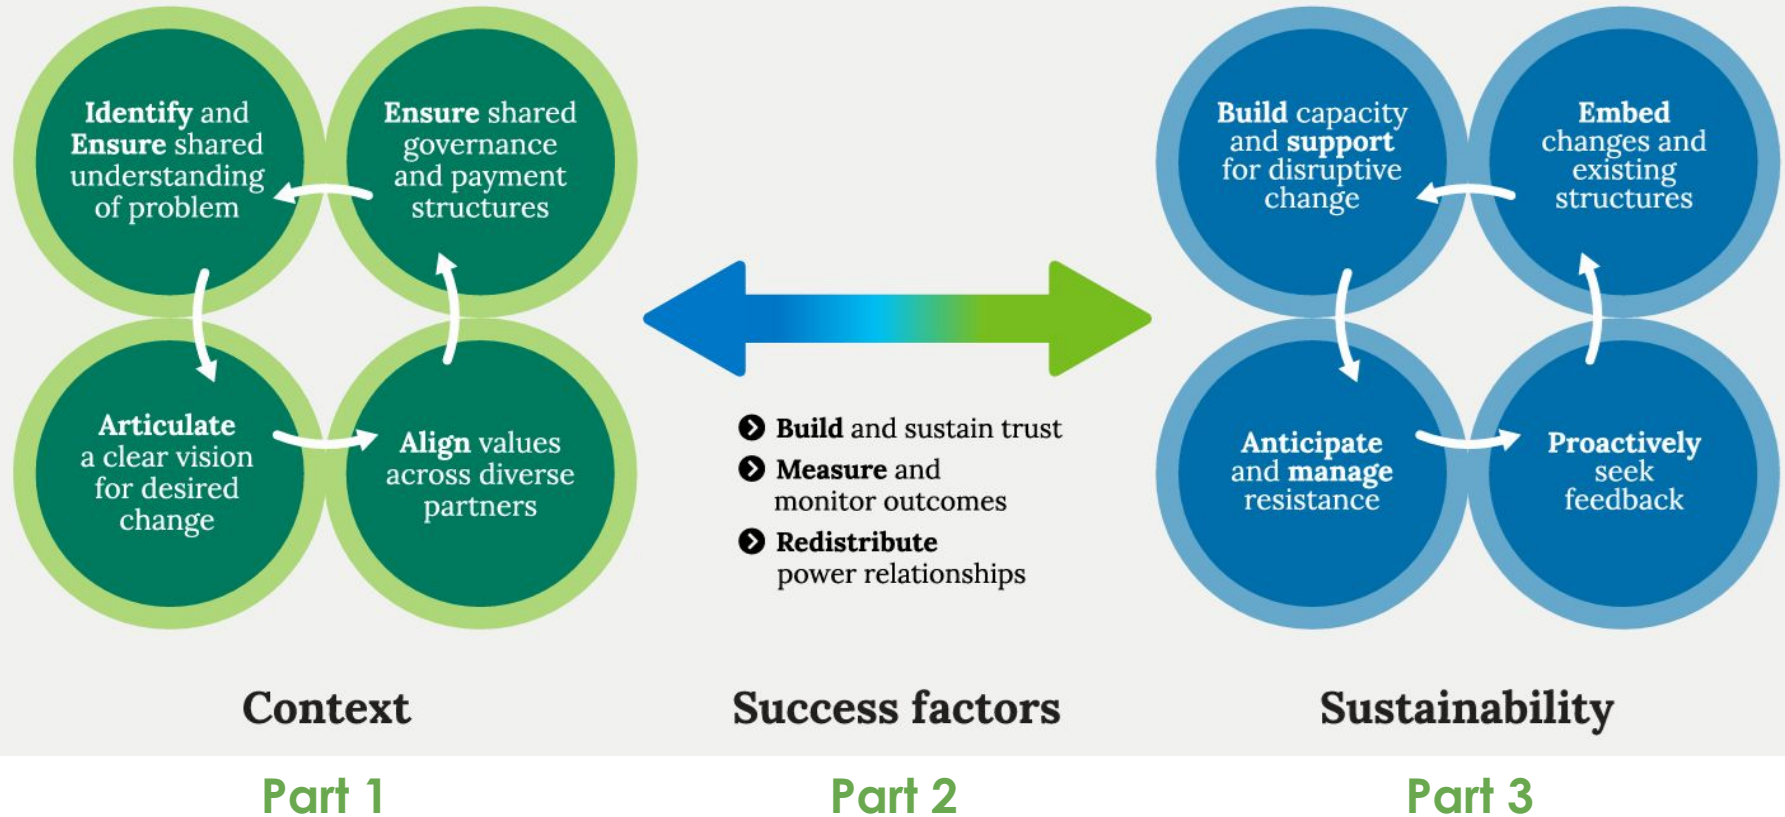 Identify and
Ensure shared
understanding
of problem
Ensure shared
governance
and payment
structures
Articulate
a clear vision
for desired
change
Align values
across diverse
partners
Context
Part 1
Build and sustain trust
Measure and
monitor outcomes
Redistribute
power relationships
Success factors
Part 2
Build capacity
and support
for disruptive
change
Embed
changes and
existing
structures
Anticipate
and manage
resistance
Proactively
seek
feedback
Sustainability
Part 3